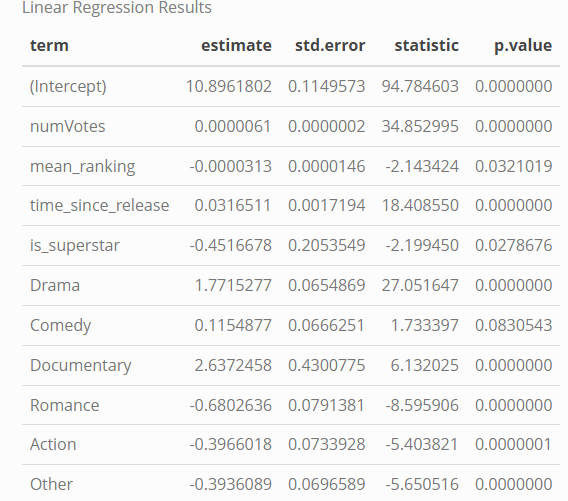 Linear Regression Results
term estimate std.error statistic p.value
(Intercept) 10.8961802 0.1149573 94.784603 0.0000000
numVotes 0.0000061 0.0000002 34.852995 0.0000000
mean_ranking -0.0000313 0.0000146 -2.143424 0.0321019
time_since_release 0.0316511 0.0017194 18.408550 0.0000000
is_superstar -0.4516678 0.2053549 -2.199450 0.0278676
Drama 1.7715277 0.0654869 27.051647 0.0000000
Comedy 0.1154877 0.0666251 1.733397 0.0830543
Documentary 2.6372458 0.4300775 6.132025 0.0000000
Romance -0.6802636 0.0791381 -8.595906 0.0000000
Action -0.3966018 0.0733928 -5.403821 0.0000001
Other -0.3936089 0.0696589 -5.650516 0.0000000